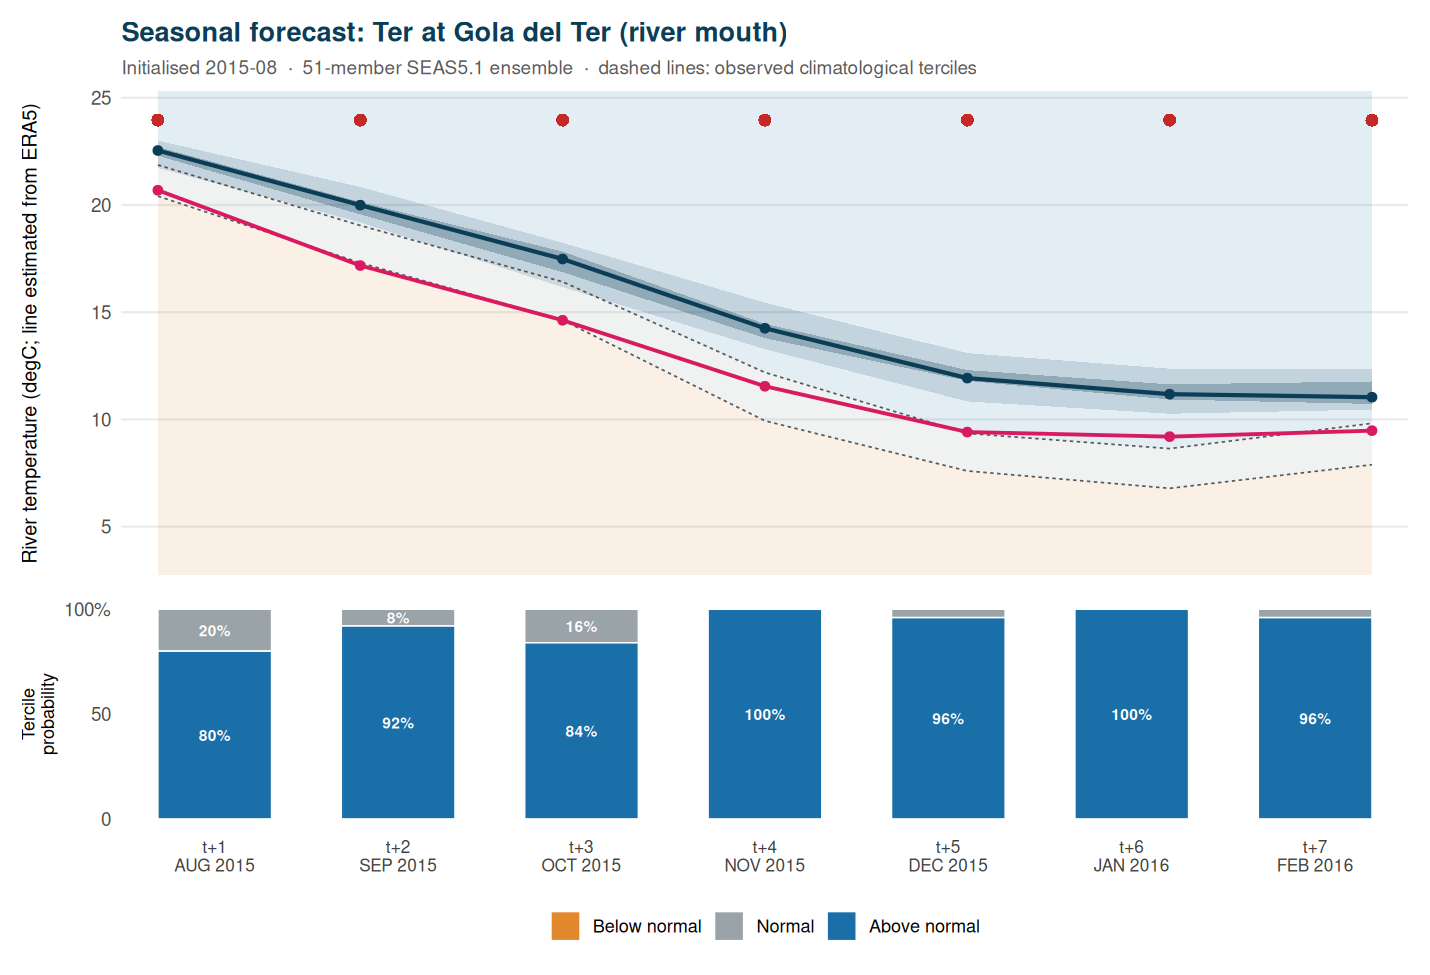 Seasonal forecast: Ter at Gola del Ter (river mouth)
Initialised 2015-08 · 51-member SEAS5.1 ensemble · dashed lines: observed climatological terciles
River temperature (degC; line estimated from ERA5)
25
20
15
10
5
Tercile
probability
100%
50
0
20%
8%
16%
80%
92%
84%
100%
96%
100%
96%
t+1
AUG 2015
t+2
SEP 2015
t+3
OCT 2015
t+4
NOV 2015
t+5
DEC 2015
t+6
JAN 2016
t+7
FEB 2016
Below normal
Normal
Above normal